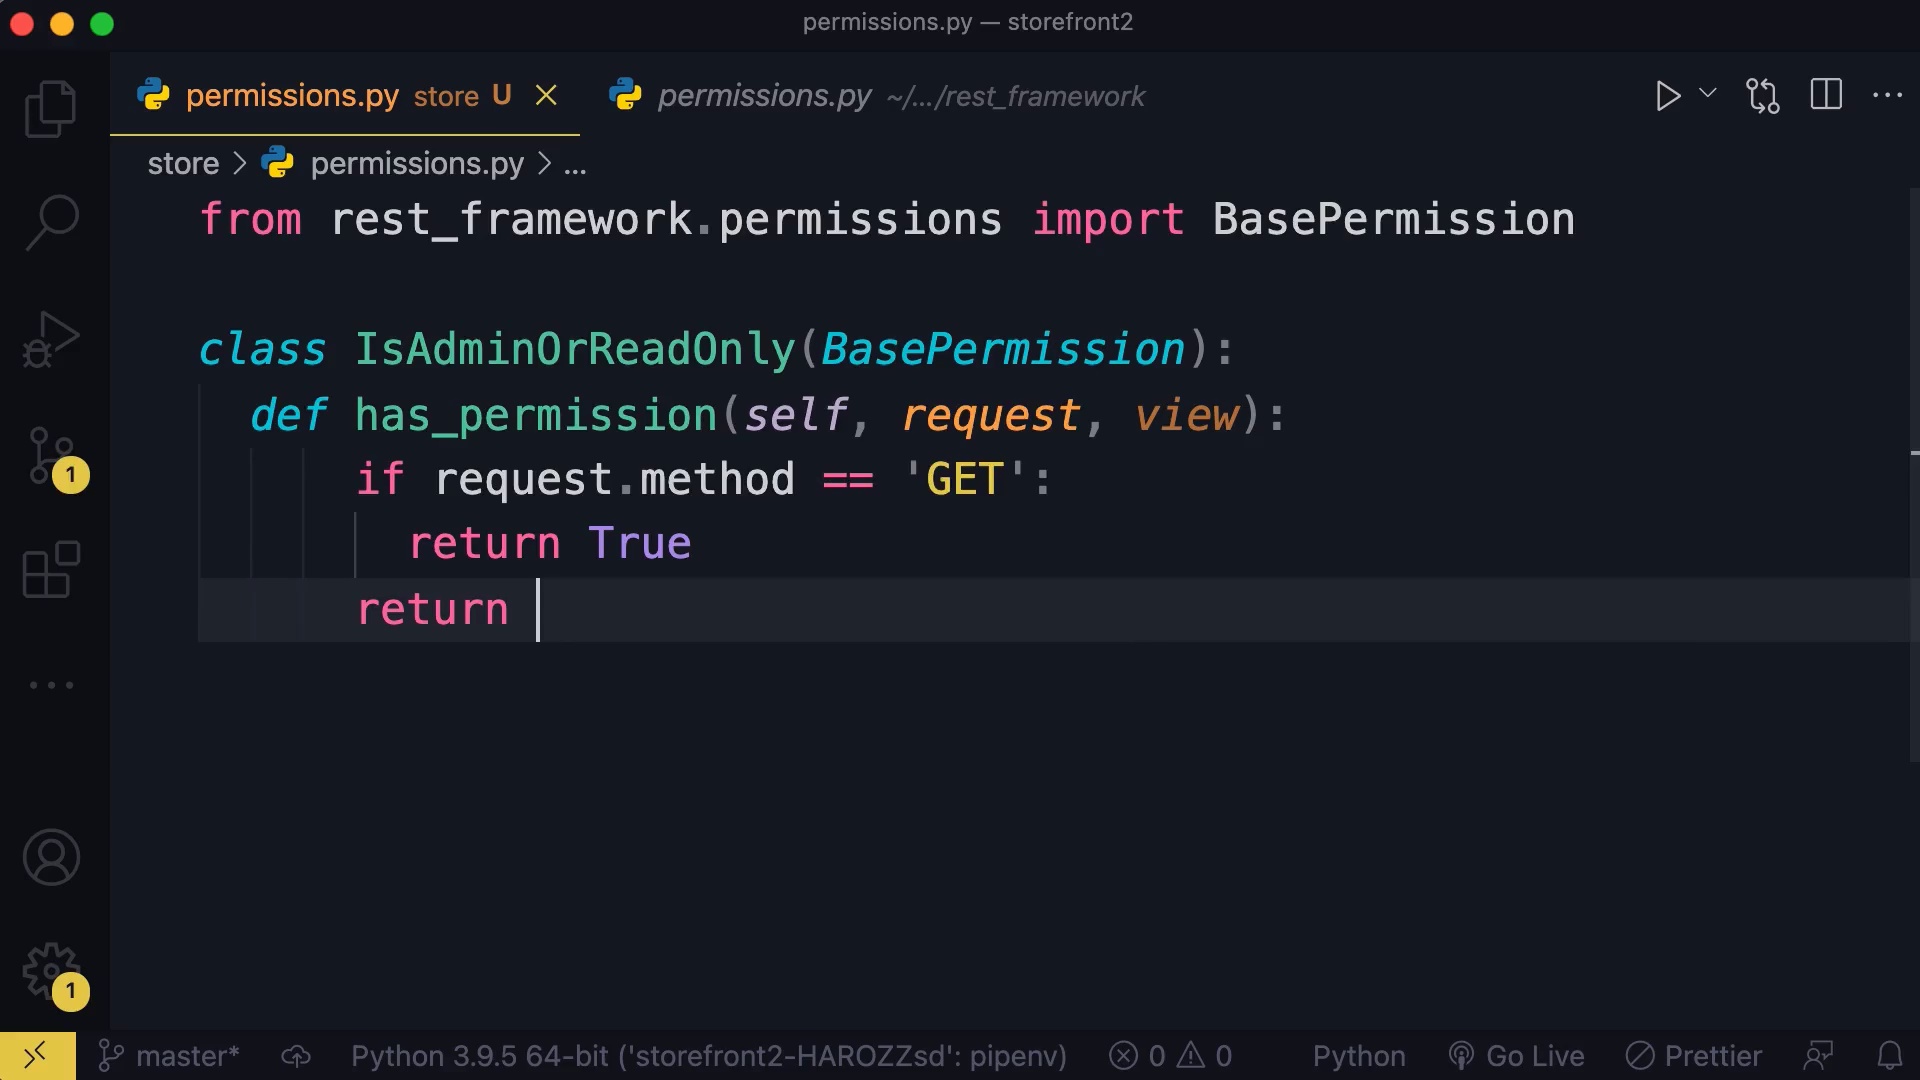 permissions.py — storefront2
permissions.py store U permissions.py ~/.../rest_framework
store > permissions.py > ...
from rest_framework.permissions import BasePermission
class IsAdminOrReadOnly(BasePermission):
def has_permission(self, request, view):
if request.method == 'GET':
return True
return
1
1
master* Python 3.9.5 64-bit ('storefront2-HAROZZsd': pipenv) 0 0 Python Go Live Prettier